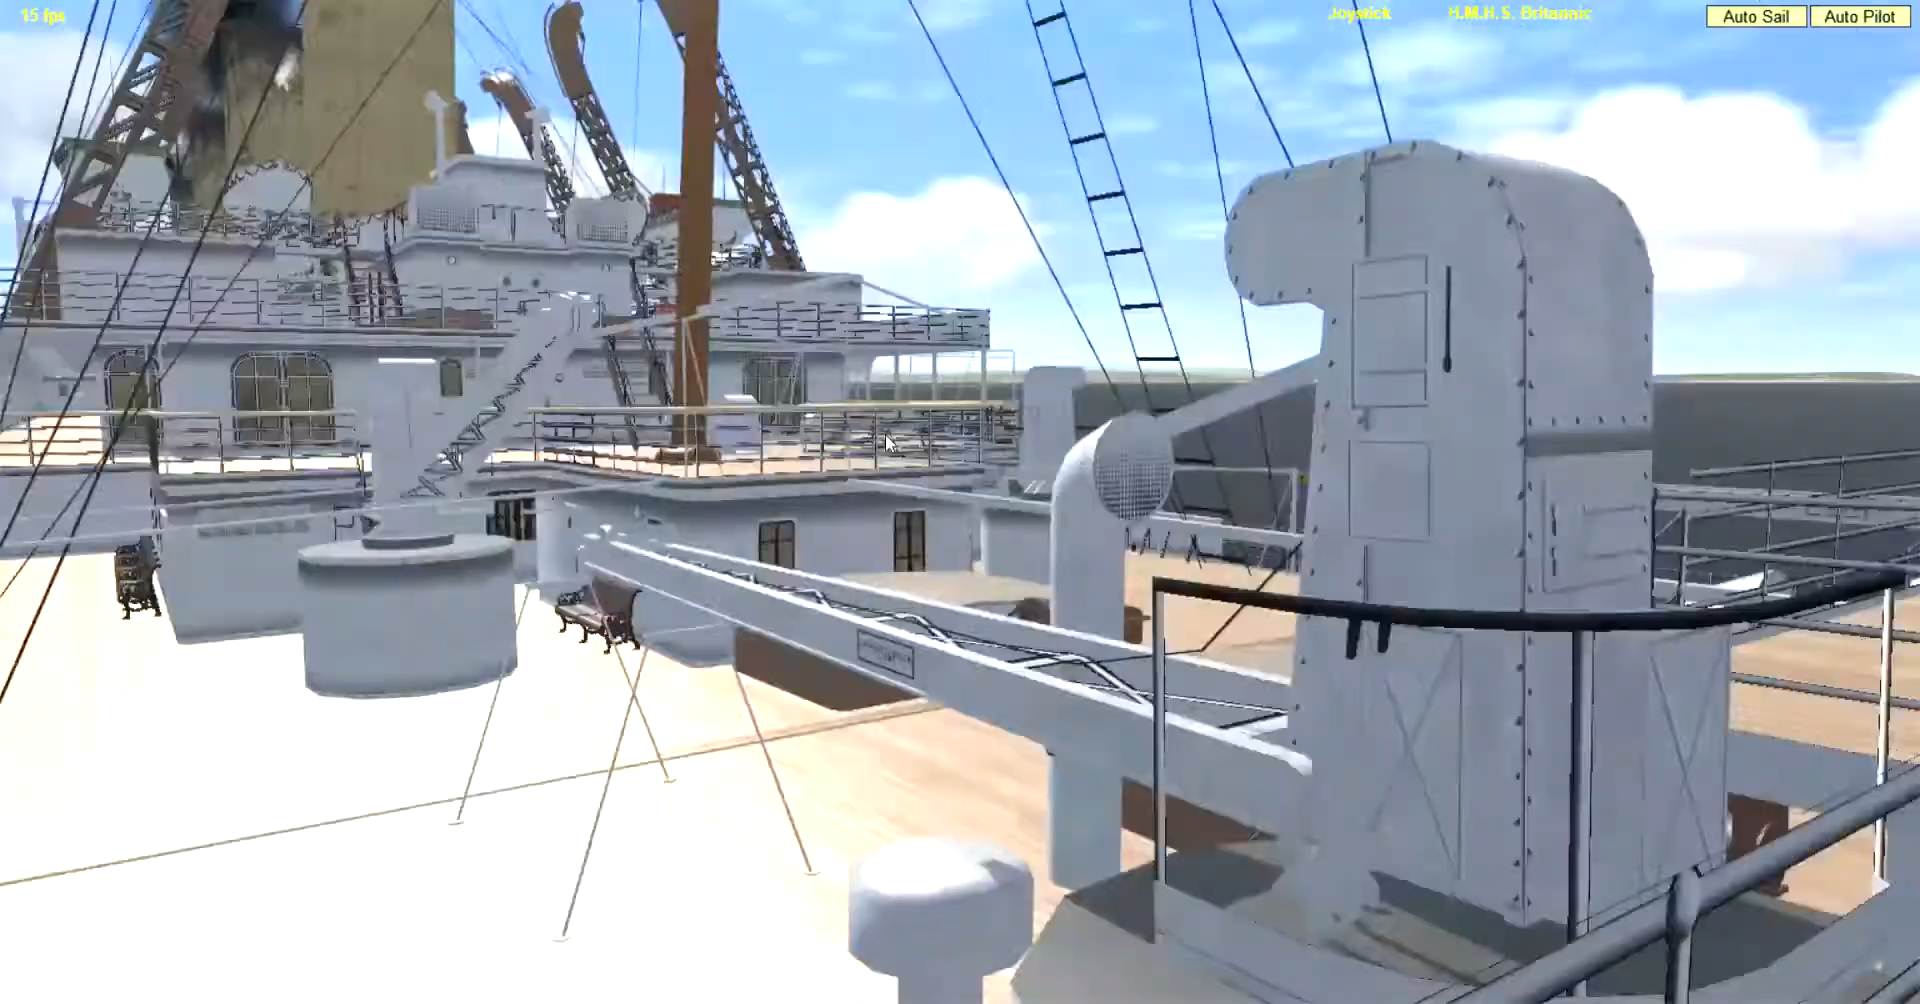 15 fps
Joystick
H.M.H.S. Britannic
Auto Sail
Auto Pilot